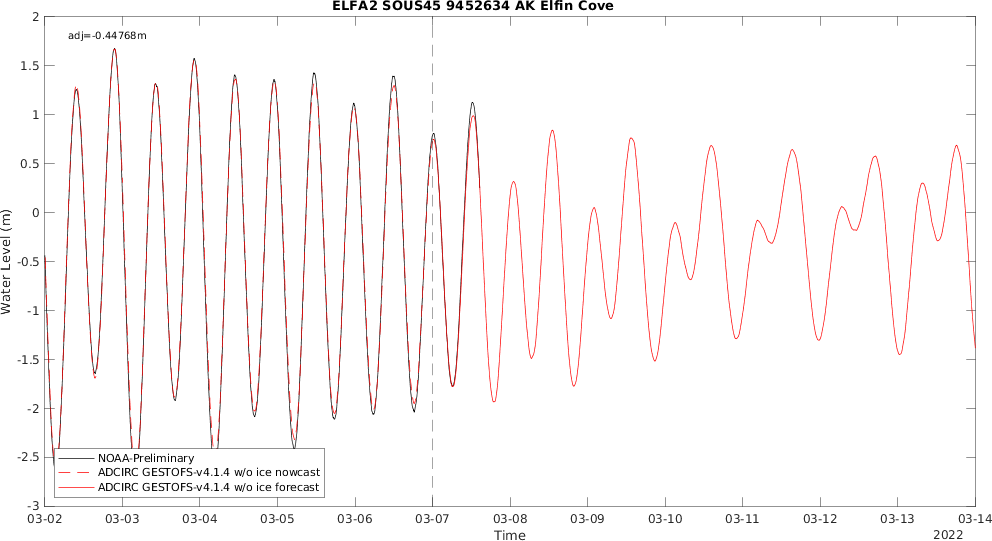 ELFA2 SOUS45 9452634 AK Elfin Cove
adj=-0.44768m
Water Level (m)
2
1.5
1
0.5
0
-0.5
-1
-1.5
-2
-2.5
-3
NOAA-Preliminary
ADCIRC GESTOFS-v4.1.4 w/o ice nowcast
ADCIRC GESTOFS-v4.1.4 w/o ice forecast
03-02 03-03 03-04 03-05 03-06 03-07 03-08 03-09 03-10 03-11 03-12 03-13 03-14
Time
2022